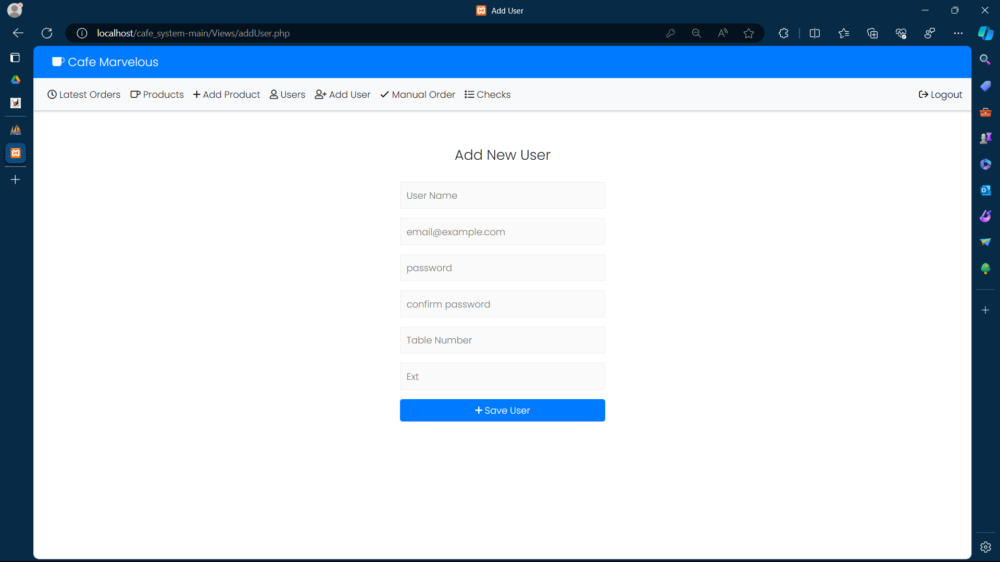 Add User
localhost/cafe_system-main/Views/addUser.php
Cafe Marvelous
Latest Orders Products Add Product Users Add User Manual Order Checks Logout
Add New User
User Name
email@example.com
password
confirm password
Table Number
Ext
Save User